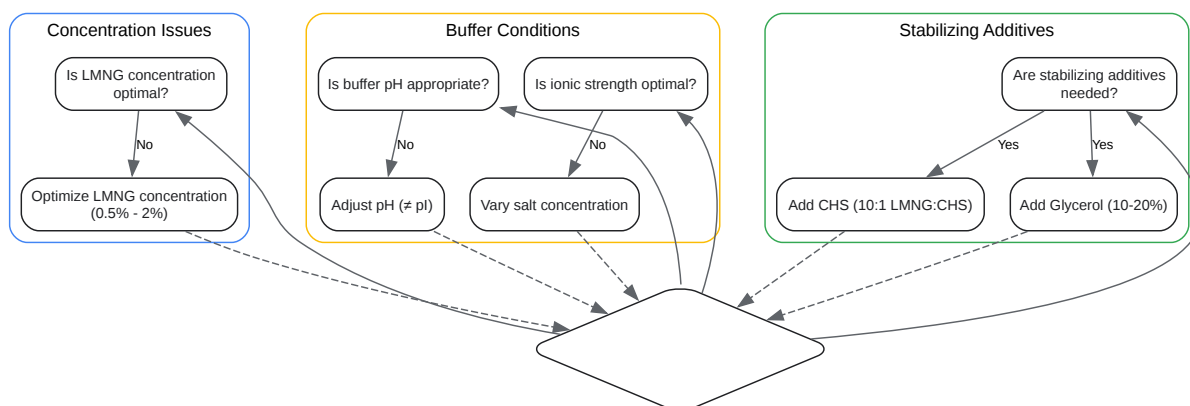 Concentration Issues
Is LMNG concentration
optimal?
No
Optimize LMNG concentration
(0.5% - 2%)
Buffer Conditions
Is buffer pH appropriate?
Is ionic strength optimal?
No
No
Adjust pH (≠ pI)
Vary salt concentration
Stabilizing Additives
Are stabilizing additives
needed?
Yes
Yes
Add CHS (10:1 LMNG:CHS)
Add Glycerol (10-20%)